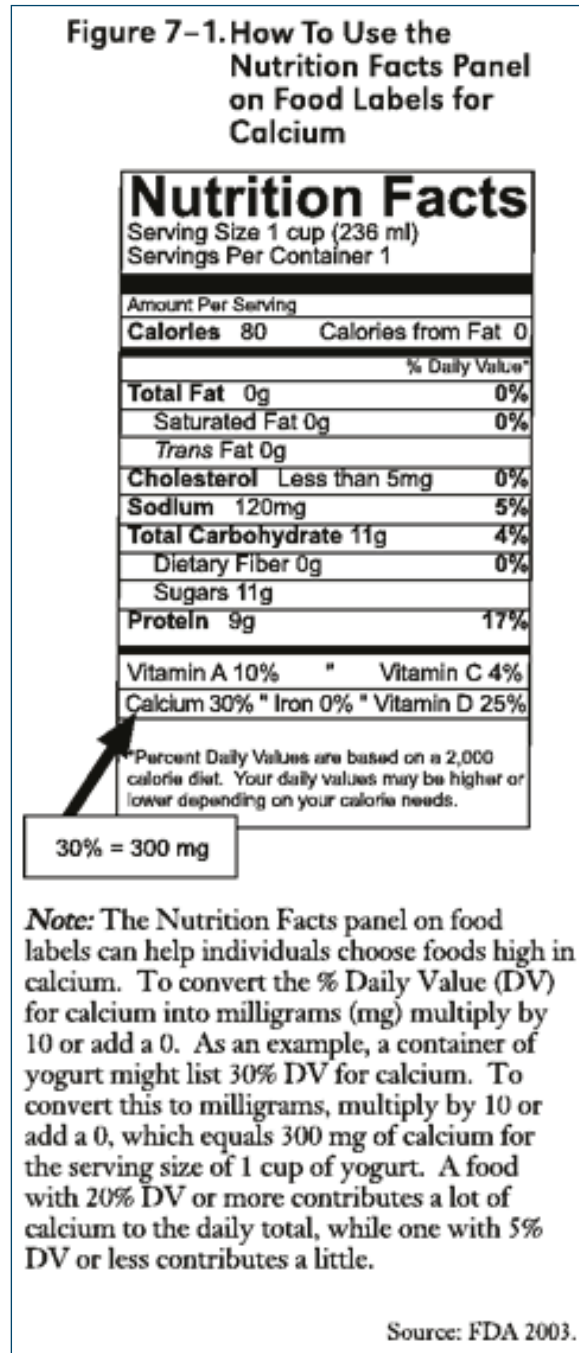 Figure 7–1. How To Use the
Nutrition Facts Panel
on Food Labels for
Calcium
Nutrition Facts
Serving Size 1 cup (236 ml)
Servings Per Container 1
Amount Per Serving
Calories 80 Calories from Fat 0
% Daily Value*
Total Fat 0g 0%
Saturated Fat 0g 0%
Trans Fat 0g
Cholesterol Less than 5mg 0%
Sodium 120mg 5%
Total Carbohydrate 11g 4%
Dietary Fiber 0g 0%
Sugars 11g
Protein 9g 17%
Vitamin A 10% " Vitamin C 4%
Calcium 30% " Iron 0% " Vitamin D 25%
*Percent Daily Values are based on a 2,000
calorie diet. Your daily values may be higher or
lower depending on your calorie needs.
30% = 300 mg
Note: The Nutrition Facts panel on food
labels can help individuals choose foods high in
calcium. To convert the % Daily Value (DV)
for calcium into milligrams (mg) multiply by
10 or add a 0. As an example, a container of
yogurt might list 30% DV for calcium. To
convert this to milligrams, multiply by 10 or
add a 0, which equals 300 mg of calcium for
the serving size of 1 cup of yogurt. A food
with 20% DV or more contributes a lot of
calcium to the daily total, while one with 5%
DV or less contributes a little.
Source: FDA 2003.